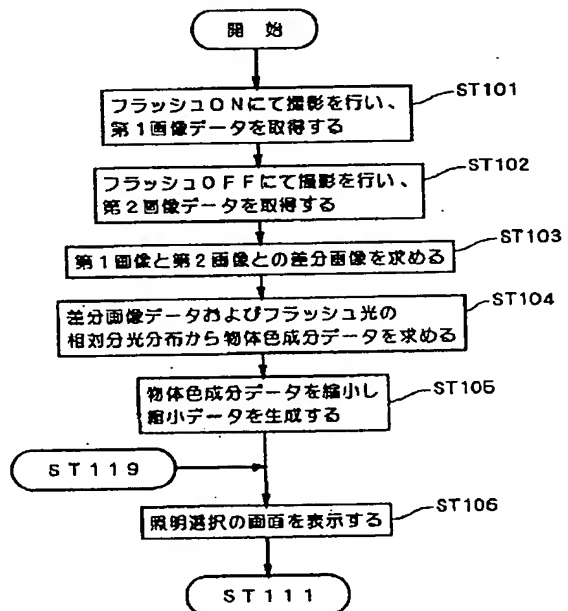 開 始
フラッシュＯＮにて撮影を行い、
第１画像データを取得する
ST101
フラッシュＯＦＦにて撮影を行い、
第２画像データを取得する
ST102
第１画像と第２画像との差分画像を求める
ST103
差分画像データおよびフラッシュ光の
相対分光分布から物体色成分データを求める
ST104
物体色成分データを縮小し
縮小データを生成する
ST105
ＳＴ１１９
照明選択の画面を表示する
ST106
ＳＴ１１１